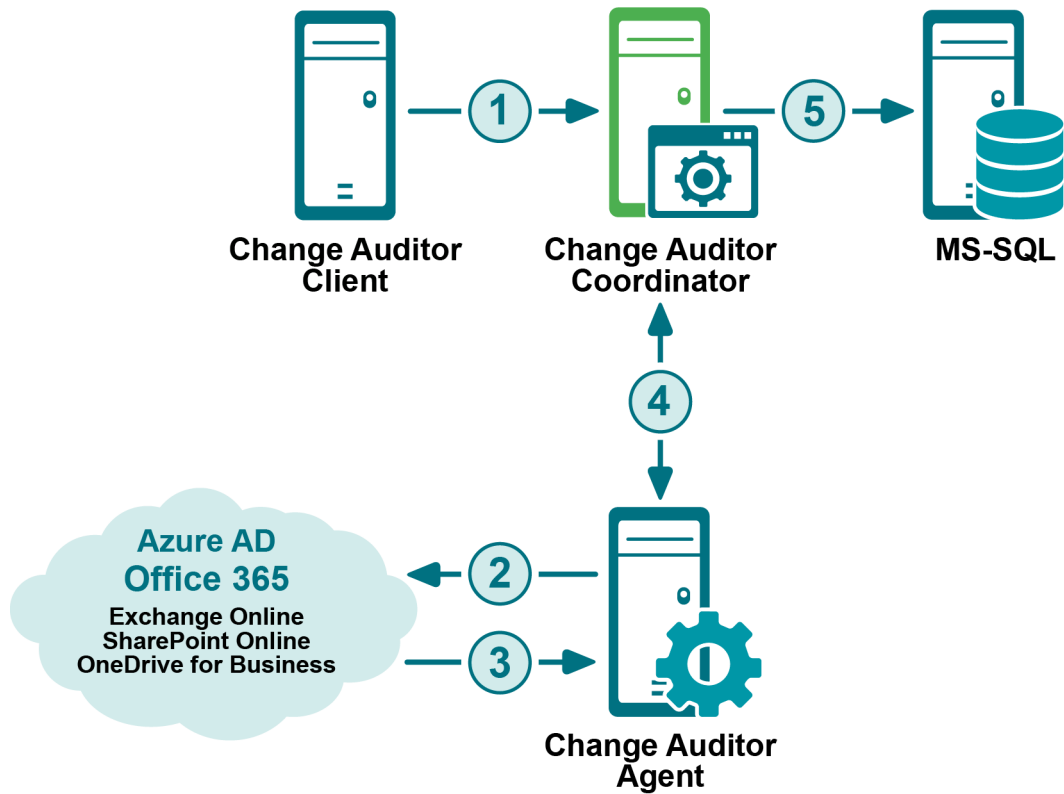 1
5
Change Auditor
Client
Change Auditor
Coordinator
MS-SQL
4
Azure AD
Office 365
Exchange Online
SharePoint Online
OneDrive for Business
2
3
Change Auditor
Agent